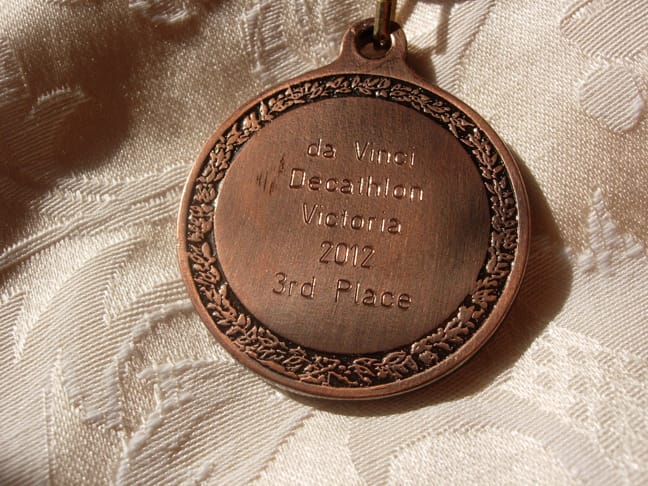 da Vinci
Decathlon
Victoria
2012
3rd Place